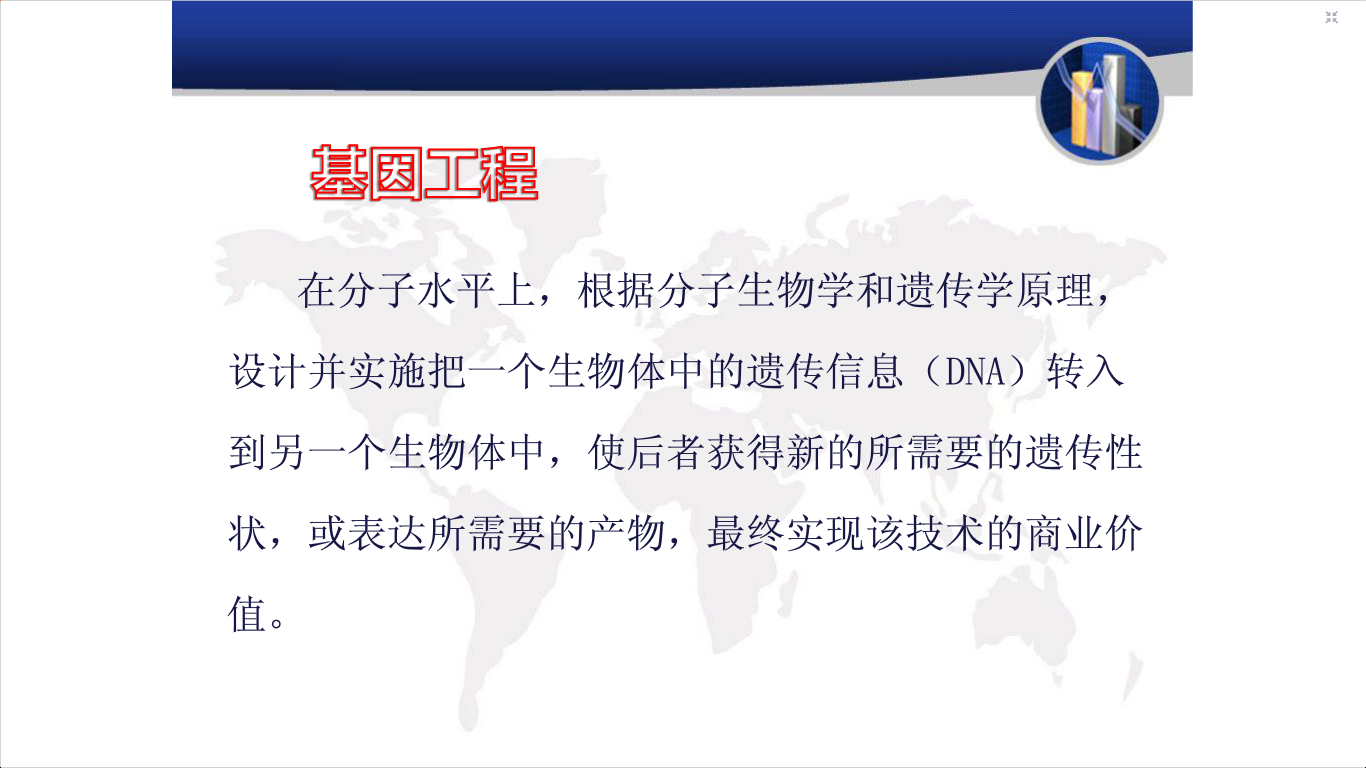 基因工程
在分子水平上，根据分子生物学和遗传学原理，
设计并实施把一个生物体中的遗传信息（DNA）转入
到另一个生物体中，使后者获得新的所需要的遗传性
状，或表达所需要的产物，最终实现该技术的商业价
值。